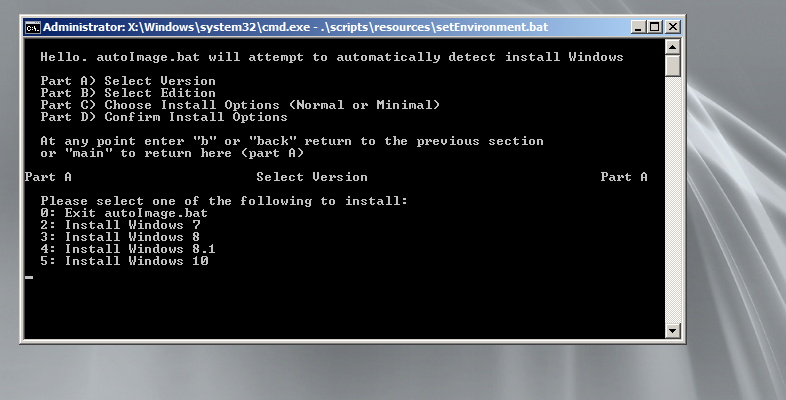 Administrator: X:\Windows\system32\cmd.exe - .\scripts\resources\setEnvironment.bat
Hello. autoImage.bat will attempt to automatically detect install Windows
Part A) Select Version
Part B) Select Edition
Part C) Choose Install Options (Normal or Minimal)
Part D) Confirm Install Options
At any point enter "b" or "back" return to the previous section
or "main" to return here (part A)
Part A Select Version Part A
Please select one of the following to install:
0: Exit autoImage.bat
2: Install Windows 7
3: Install Windows 8
4: Install Windows 8.1
5: Install Windows 10